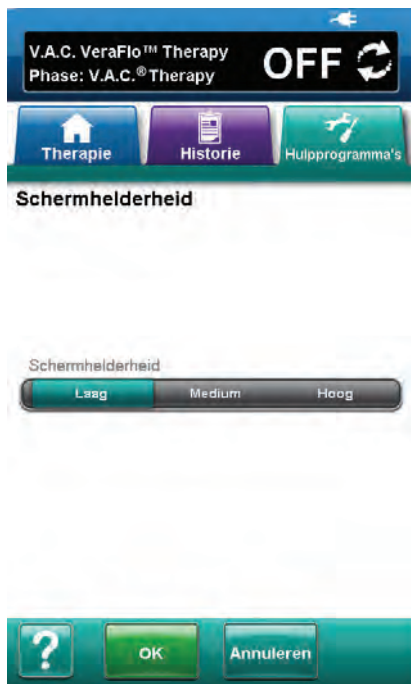 V.A.C. VeraFlo™ Therapy
Phase: V.A.C.® Therapy
OFF
Therapie
Historie
Hulpprogramma's
Schermhelderheid
Schermhelderheid
Laag Medium Hoog
? OK Annuleren